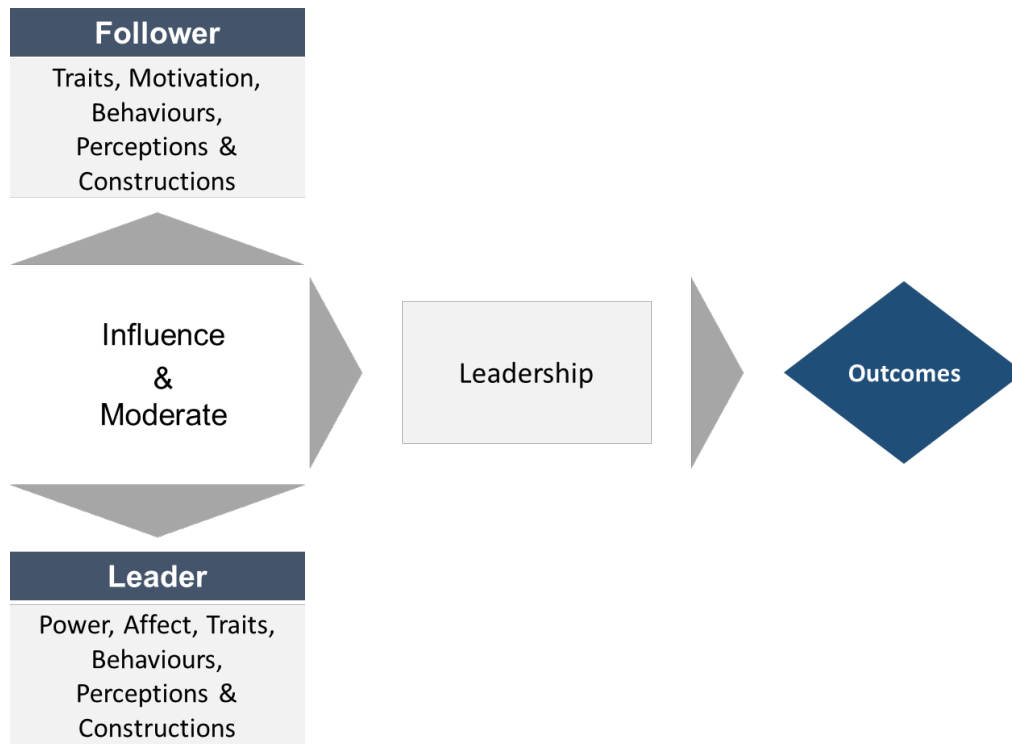 Follower
Traits, Motivation,
Behaviours,
Perceptions &
Constructions
Influence
&
Moderate
Leadership
Outcomes
Leader
Power, Affect, Traits,
Behaviours,
Perceptions &
Constructions